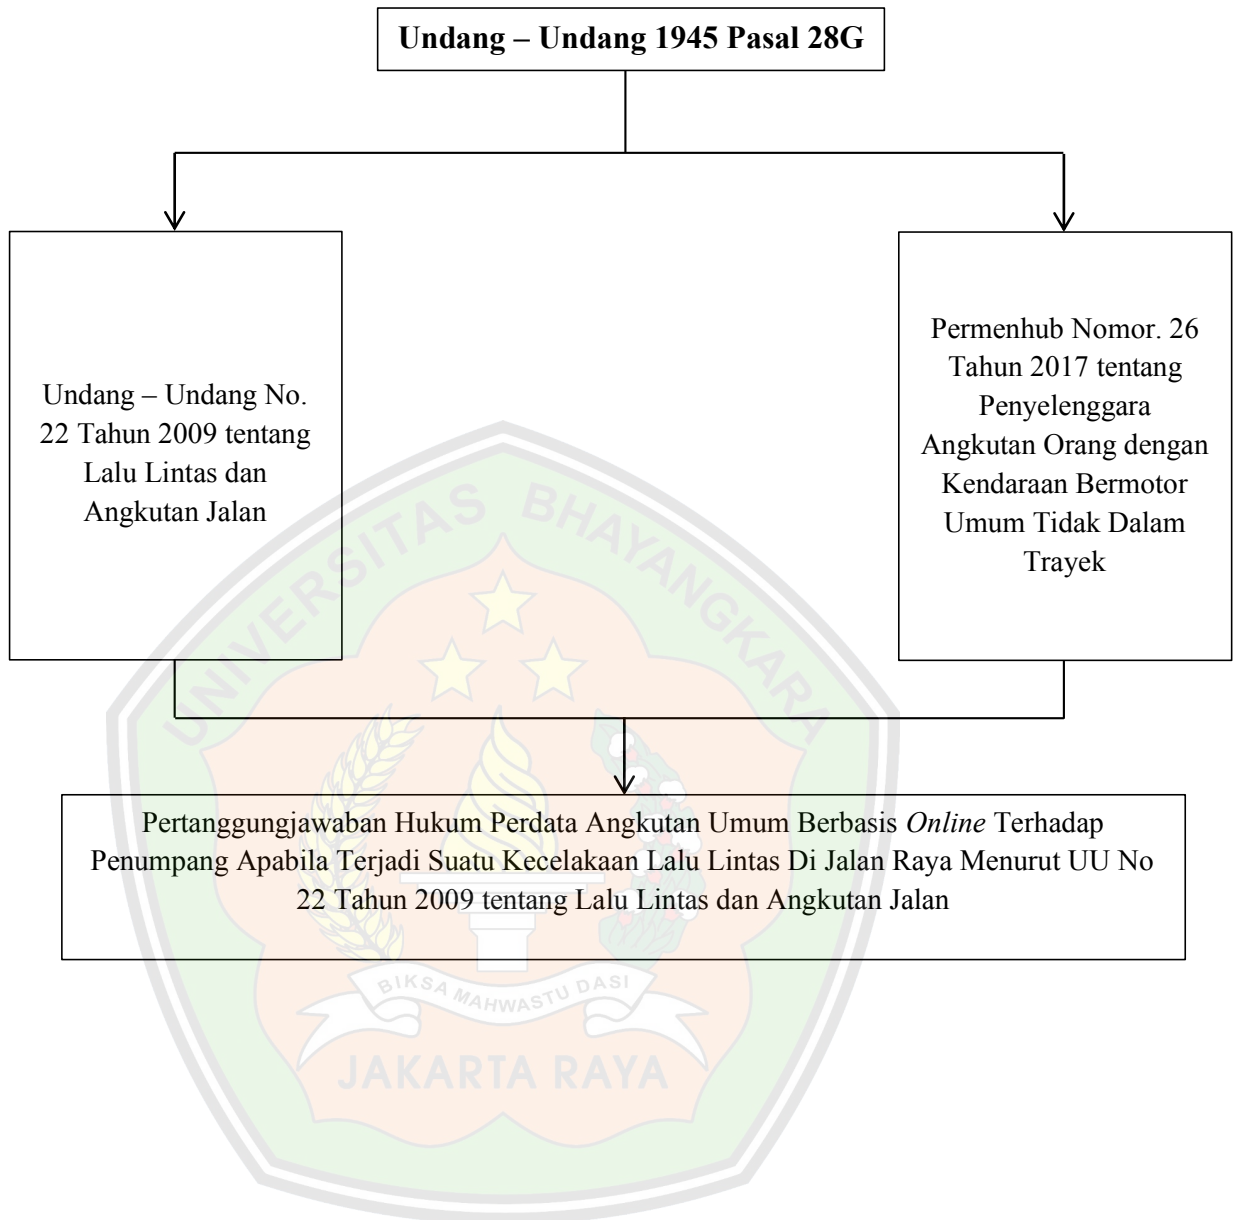 Undang – Undang 1945 Pasal 28G
Undang – Undang No.
22 Tahun 2009 tentang
Lalu Lintas dan
Angkutan Jalan
Permenhub Nomor. 26
Tahun 2017 tentang
Penyelenggara
Angkutan Orang dengan
Kendaraan Bermotor
Umum Tidak Dalam
Trayek
Pertanggungjawaban Hukum Perdata Angkutan Umum Berbasis Online Terhadap
Penumpang Apabila Terjadi Suatu Kecelakaan Lalu Lintas Di Jalan Raya Menurut UU No
22 Tahun 2009 tentang Lalu Lintas dan Angkutan Jalan
UNIVERSITAS BHAYANGKARA
BIKSA MAHWASTU DASI
JAKARTA RAYA